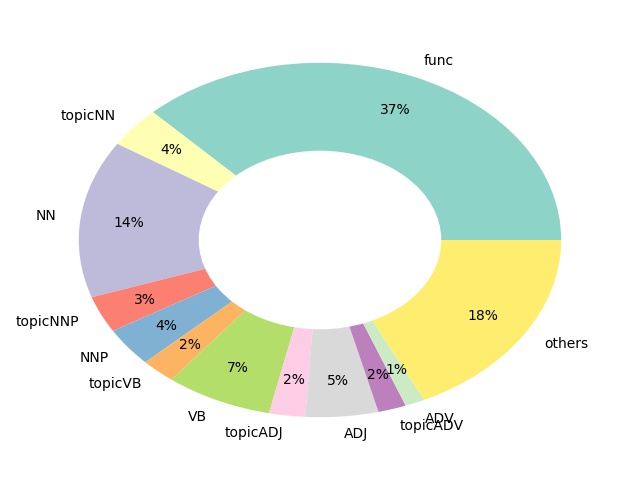 func
37%
topicNN
4%
NN
14%
topicNNP
3%
NNP
4%
topicVB
2%
VB
7%
topicADJ
2%
ADJ
5%
topicADV
2%
ADV
1%
others
18%